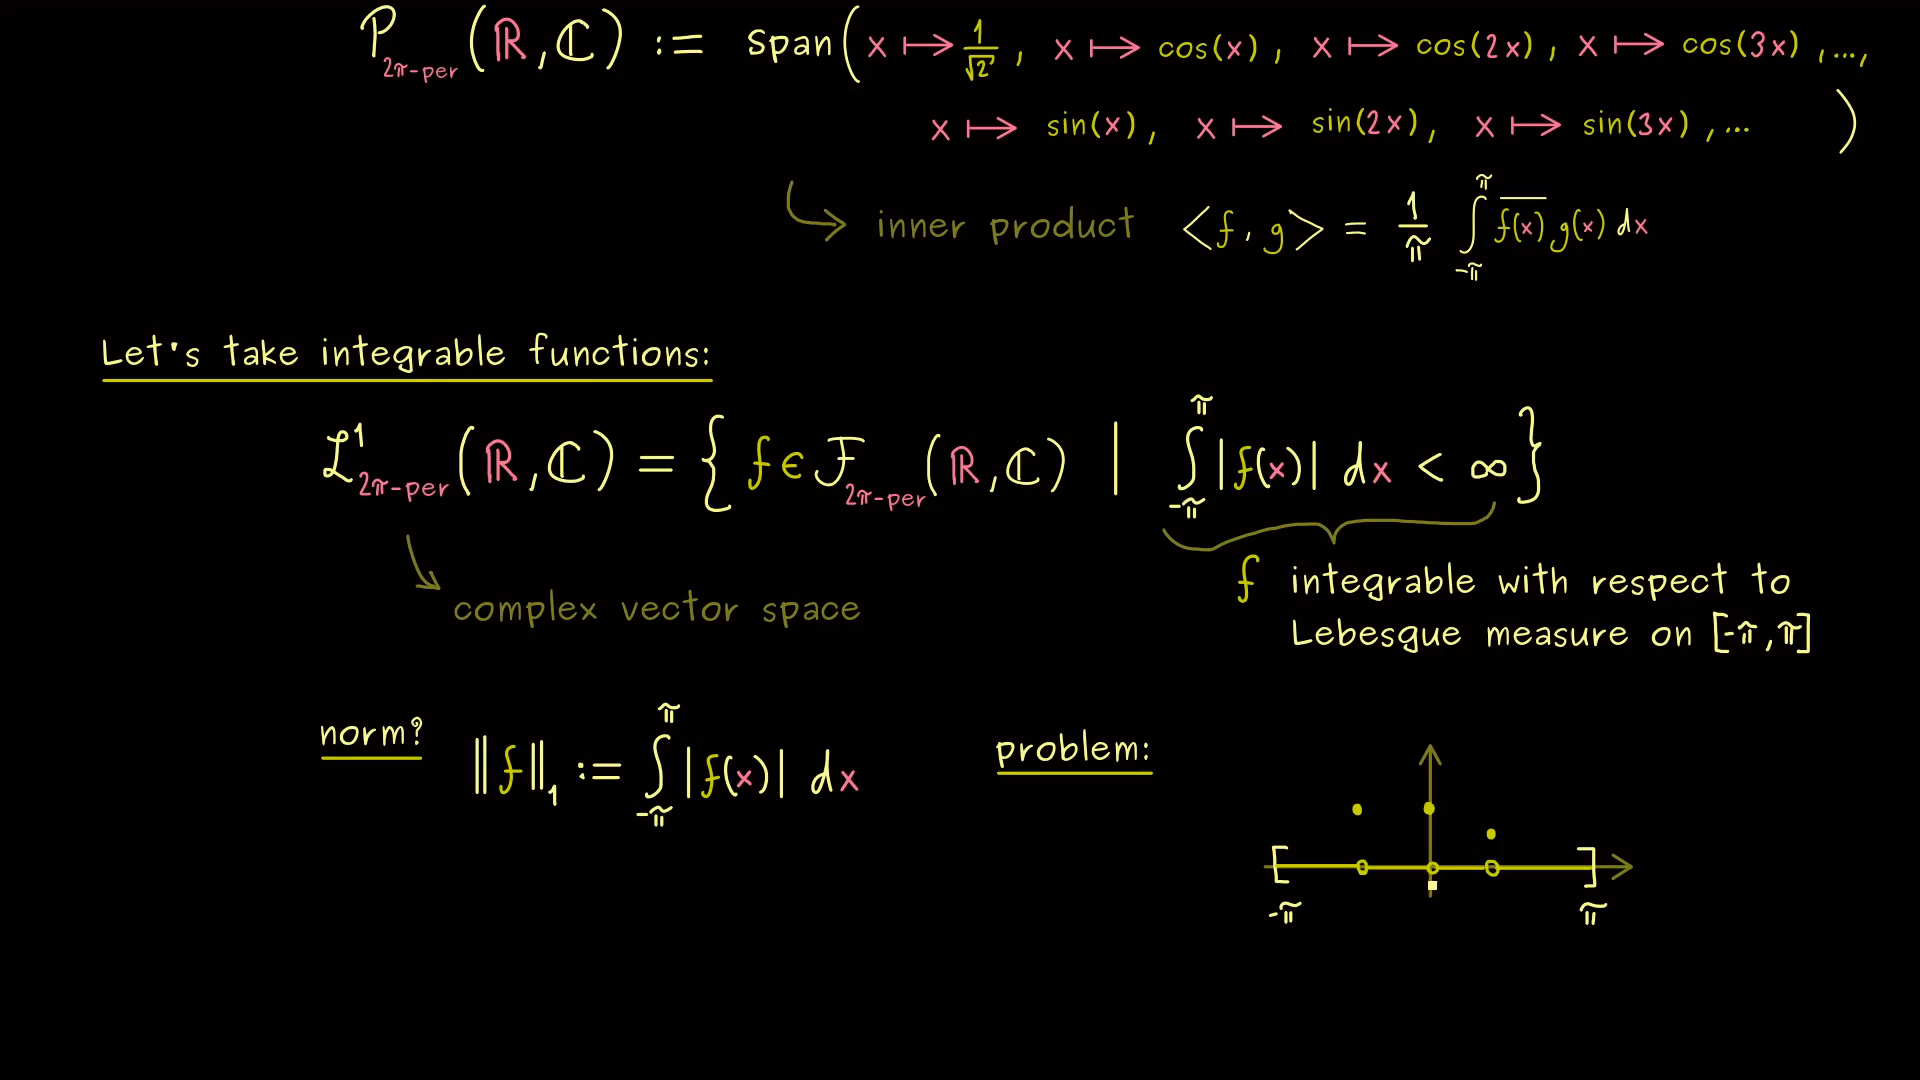 𝒫_{2π-per}(ℝ, ℂ) := span( x ↦ 1/√2 , x ↦ cos(x) , x ↦ cos(2x) , x ↦ cos(3x) , ...,
x ↦ sin(x) , x ↦ sin(2x) , x ↦ sin(3x) , ... )
inner product <f, g> = 1/π ∫_{-π}^{π} \overline{f(x)} g(x) dx
Let's take integrable functions:
ℒ^1_{2π-per}(ℝ, ℂ) = { f ∈ ℱ_{2π-per}(ℝ, ℂ) | ∫_{-π}^{π} |f(x)| dx < ∞ }
complex vector space
f integrable with respect to
Lebesgue measure on [-π, π]
norm? ‖f‖_1 := ∫_{-π}^{π} |f(x)| dx
problem:
[ ]
-π π